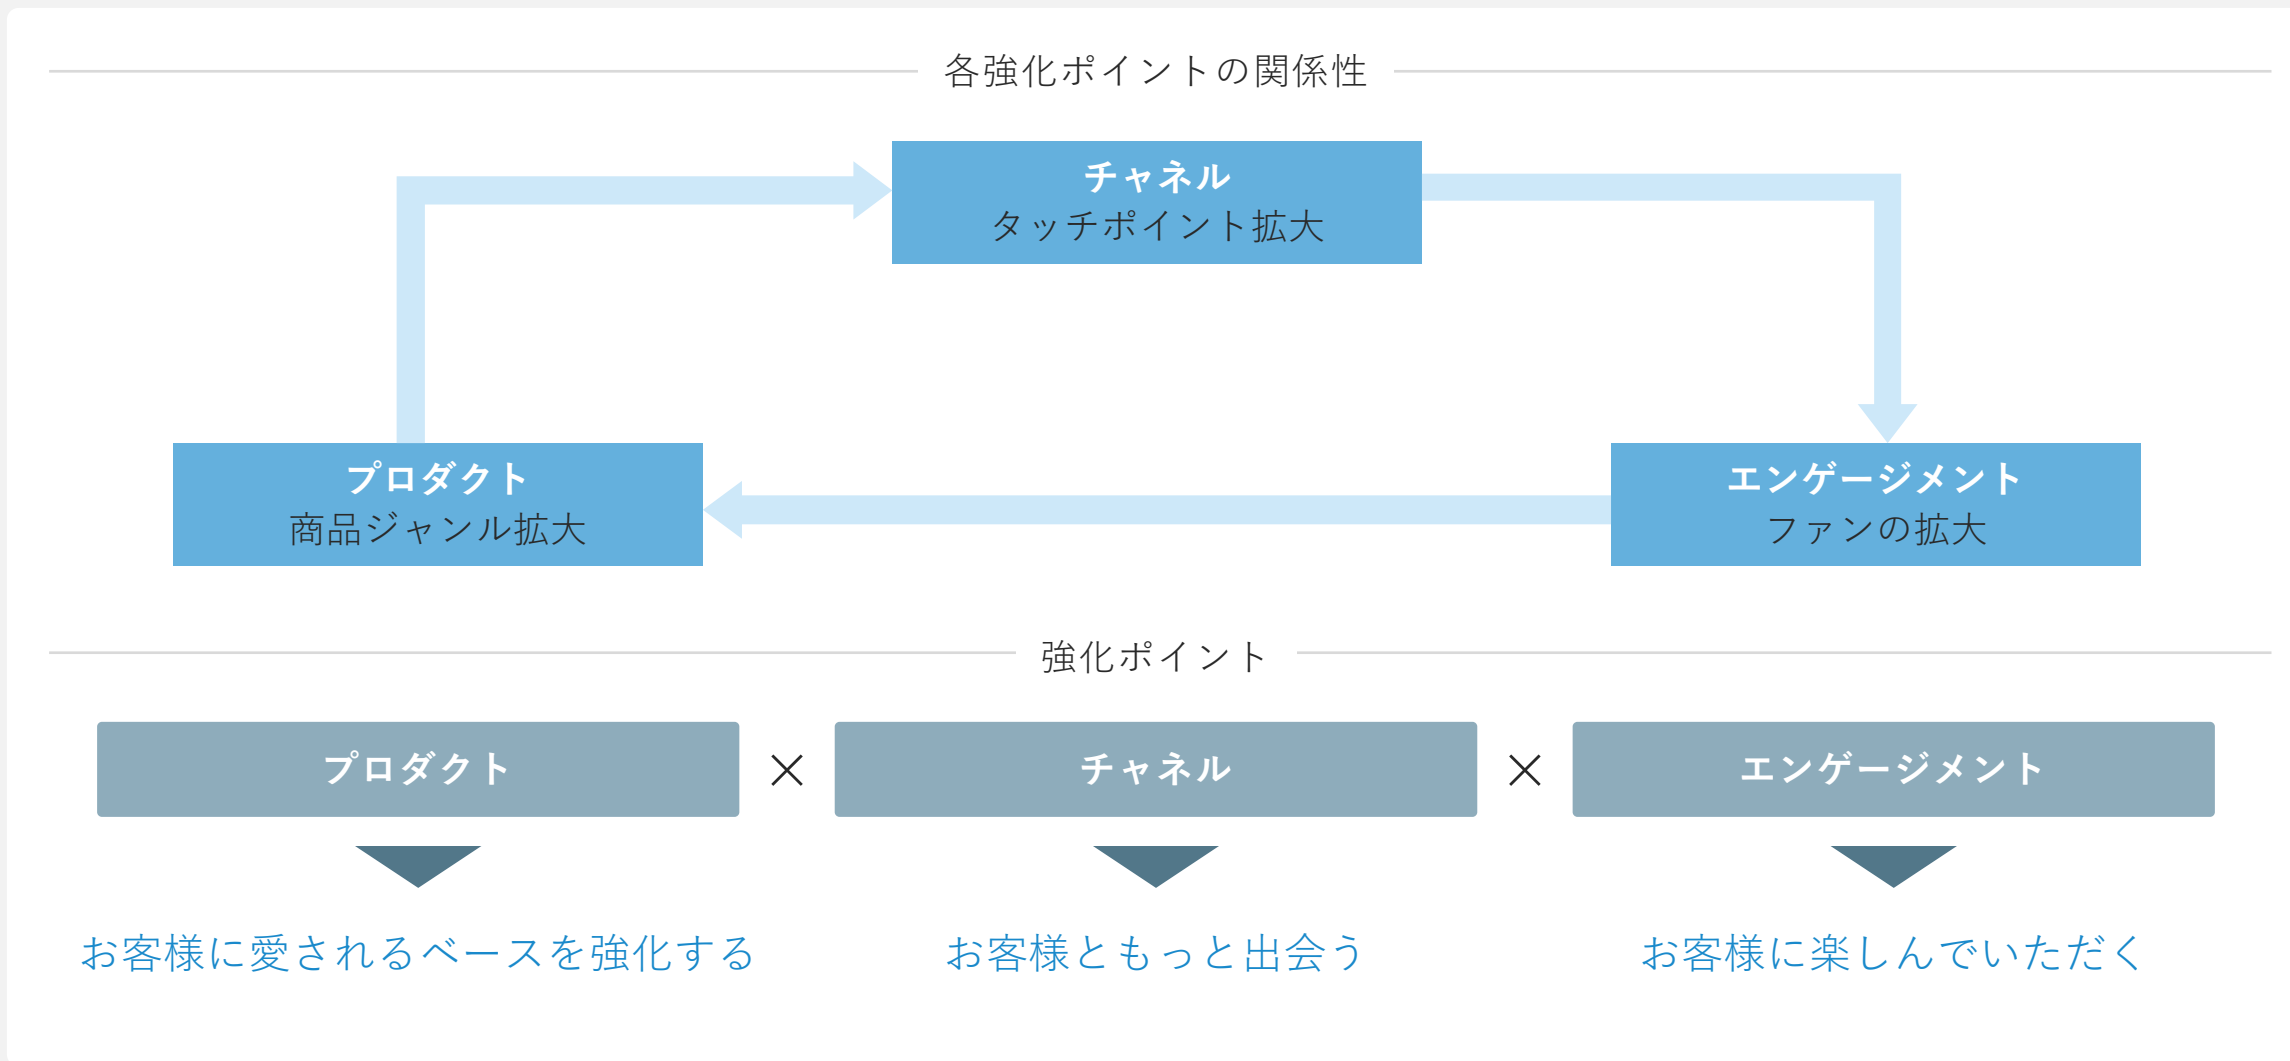 各強化ポイントの関係性
チャネル
タッチポイント拡大
プロダクト
商品ジャンル拡大
エンゲージメント
ファンの拡大
強化ポイント
プロダクト × チャネル × エンゲージメント
お客様に愛されるベースを強化する
お客様ともっと出会う
お客様に楽しんでいただく